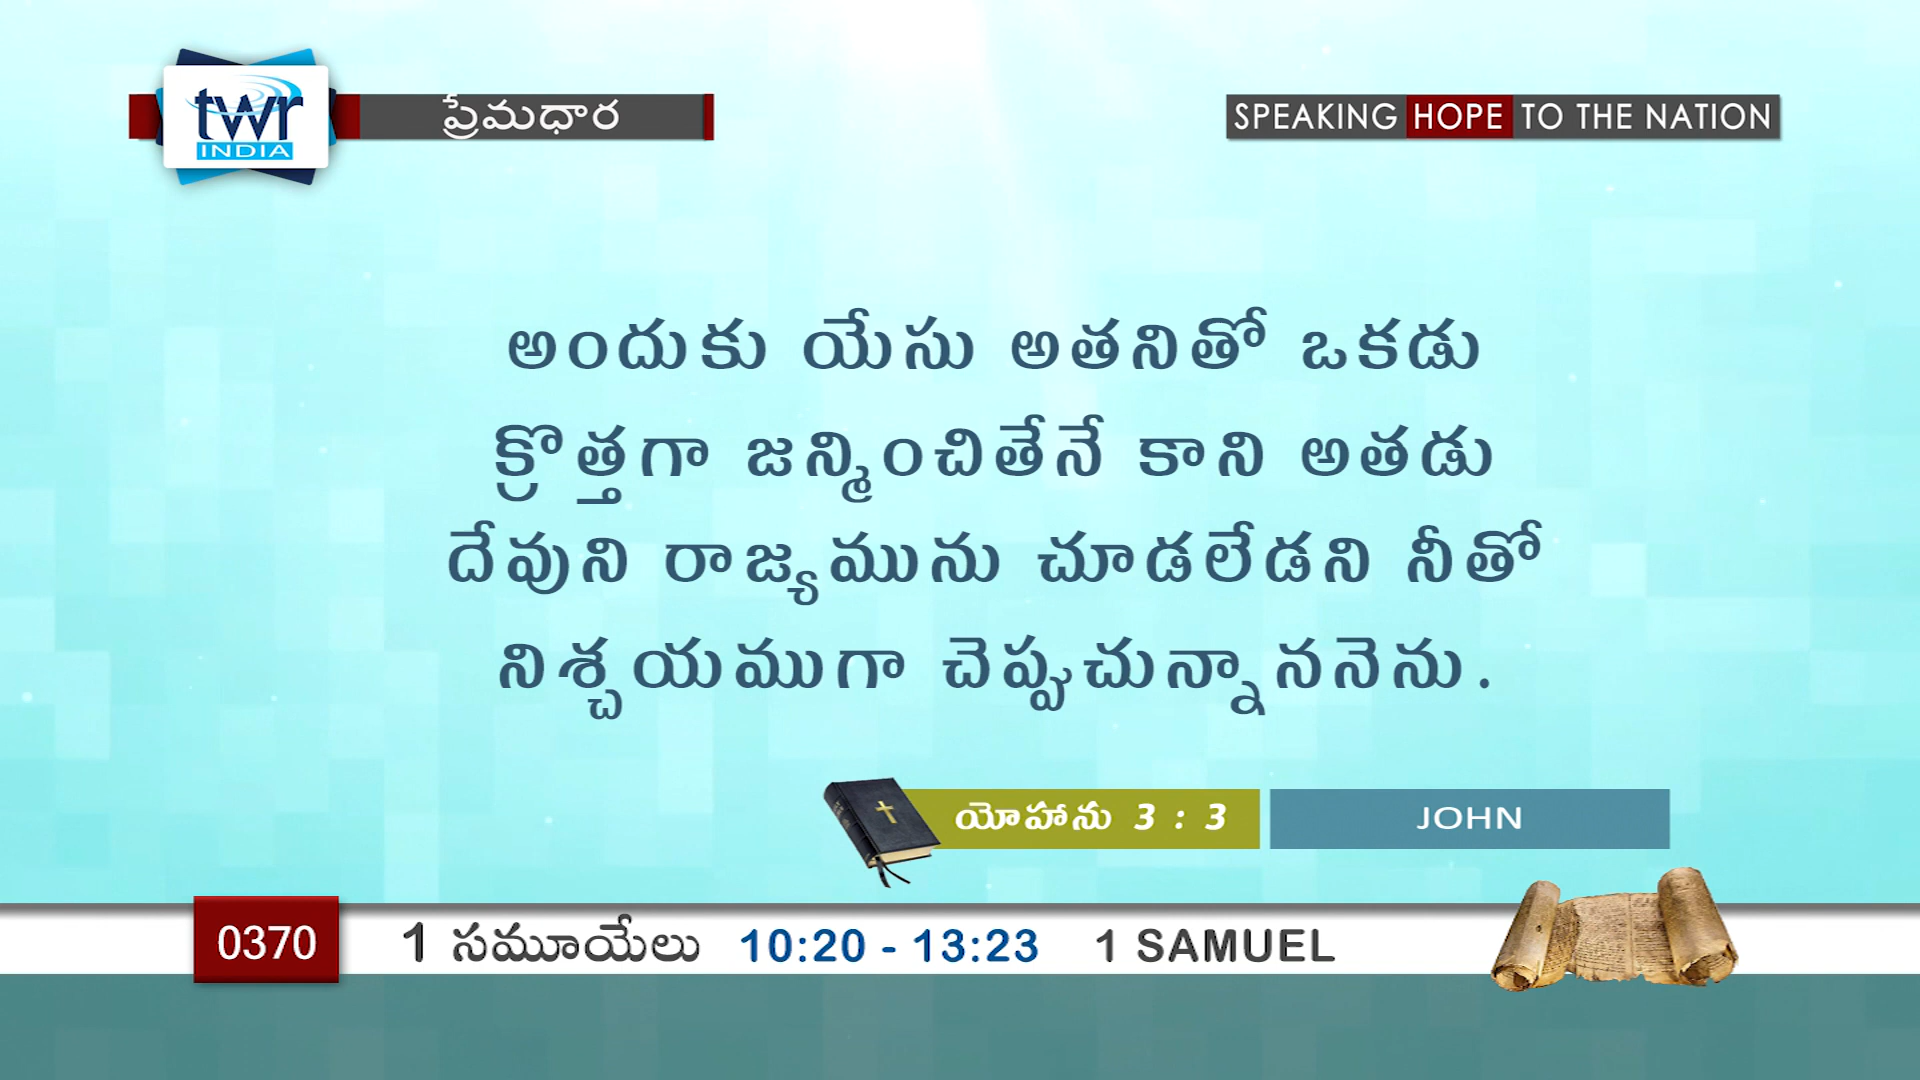 twr
INDIA
ప్రేమధార
SPEAKING HOPE TO THE NATION
అందుకు యేసు అతనితో ఒకడు
క్రొత్తగా జన్మించితేనే కాని అతడు
దేవుని రాజ్యమును చూడలేడని నీతో
నిశ్చయముగా చెప్పుచున్నాననెను.
యోహాను 3 : 3 JOHN
0370 1 సమూయేలు 10:20 - 13:23 1 SAMUEL